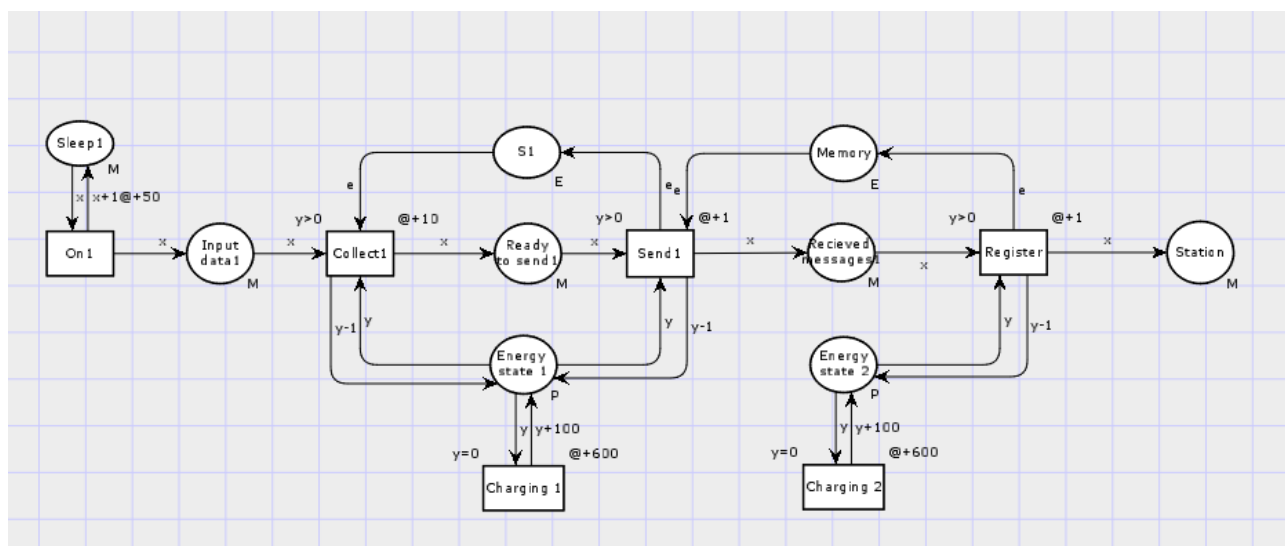 Sleep1
M
x
x+1@+50
On1
x
Input
data1
M
x
y>0
@+10
Collect1
e
S1
E
e
x
Ready
to send1
M
x
y>0
@+1
Send1
e
Memory
E
e
x
Recieved
messages1
M
x
y>0
@+1
Register
x
Station
M
y-1
y
Energy
state 1
P
y
y-1
y
y+100
y=0
@+600
Charging 1
Energy
state 2
P
y
y-1
y
y+100
y=0
@+600
Charging 2